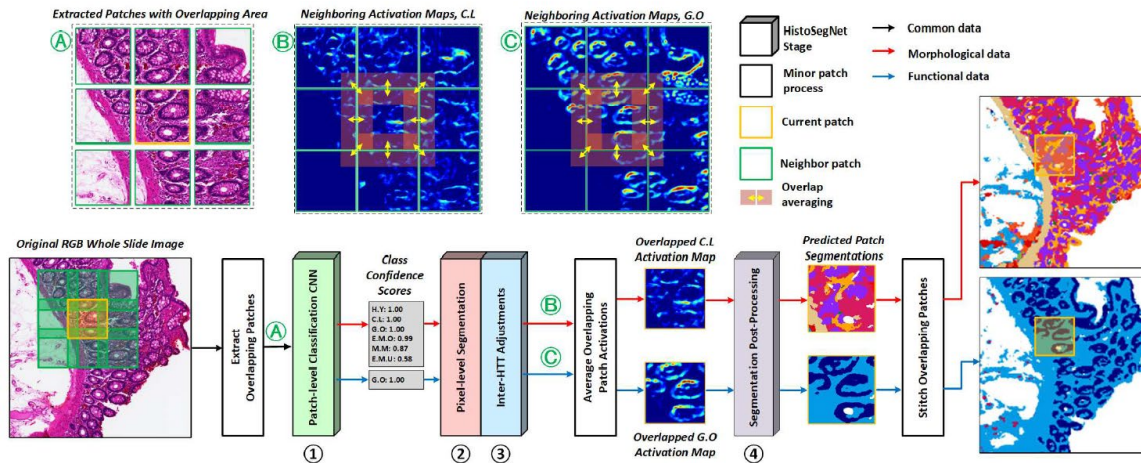 Extracted Patches with Overlapping Area
Neighboring Activation Maps, C.L
Neighboring Activation Maps, G.O
A
B
C
HistoSegNet
Stage
Minor patch
process
Current patch
Neighbor patch
Overlap
averaging
Common data
Morphological data
Functional data
Original RGB Whole Slide Image
Extract
Overlapping Patches
A
Patch-level Classification CNN
1
Class
Confidence
Scores
H.Y: 1.00
C.L: 1.00
G.O: 1.00
E.M.O: 0.99
M.M: 0.87
E.M.U: 0.58
G.O: 1.00
Pixel-level Segmentation
2
Inter-HTT Adjustments
3
B
C
Average Overlapping
Patch Activations
Overlapped C.L
Activation Map
Overlapped G.O
Activation Map
Segmentation Post-Processing
4
Predicted Patch
Segmentations
Stitch Overlapping Patches